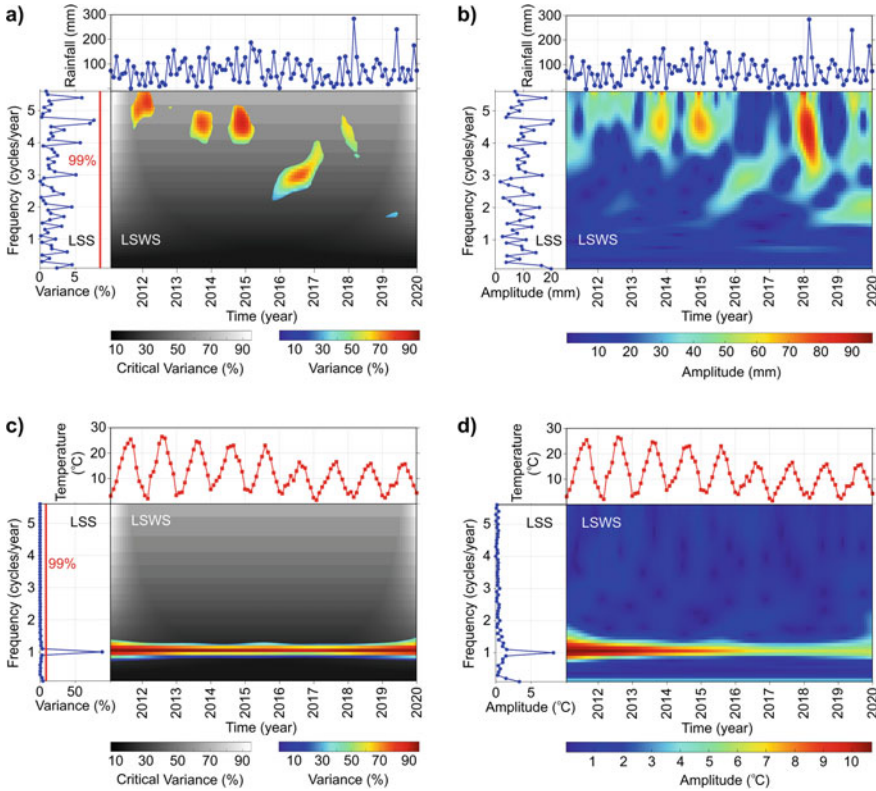 a)
Rainfall (mm)
300
200
100
Frequency (cycles/year)
5
4
3
2
1
99%
LSS
LSWS
0
5
Variance (%)
2012
2013
2014
2015
2016
2017
2018
2019
2020
Time (year)
10 30 50 70 90
Critical Variance (%)
10 30 50 70 90
Variance (%)
b)
Rainfall (mm)
300
200
100
Frequency (cycles/year)
5
4
3
2
1
LSS
LSWS
0 10 20
Amplitude (mm)
2012
2013
2014
2015
2016
2017
2018
2019
2020
Time (year)
10 20 30 40 50 60 70 80 90
Amplitude (mm)
c)
Temperature (°C)
30
20
10
Frequency (cycles/year)
5
4
3
2
1
LSS
99%
LSWS
0 50
Variance (%)
2012
2013
2014
2015
2016
2017
2018
2019
2020
Time (year)
10 30 50 70 90
Critical Variance (%)
10 30 50 70 90
Variance (%)
d)
Temperature (°C)
30
20
10
Frequency (cycles/year)
5
4
3
2
1
LSS
LSWS
0 5
Amplitude (°C)
2012
2013
2014
2015
2016
2017
2018
2019
2020
Time (year)
1 2 3 4 5 6 7 8 9 10
Amplitude (°C)